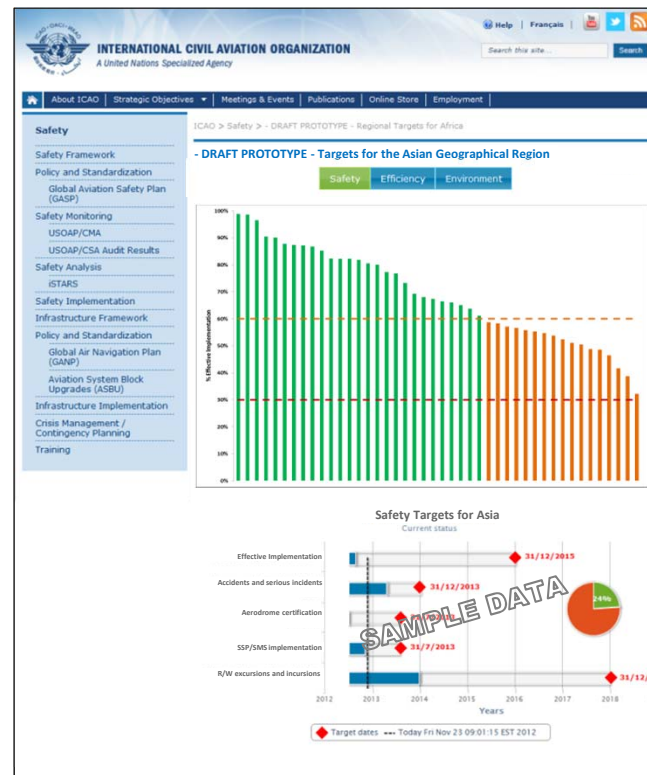 Help | Français |
You
INTERNATIONAL CIVIL AVIATION ORGANIZATION
A United Nations Specialized Agency
Search this site...
Search
About ICAO | Strategic Objectives | Meetings & Events | Publications | Online Store | Employment |
Safety
Safety Framework
Policy and Standardization
Global Aviation Safety Plan
(GASP)
Safety Monitoring
USOAP/CMA
USOAP/CSA Audit Results
Safety Analysis
iSTARS
Safety Implementation
Infrastructure Framework
Policy and Standardization
Global Air Navigation Plan
(GANP)
Aviation System Block
Upgrades (ASBU)
Infrastructure Implementation
Crisis Management /
Contingency Planning
Training
ICAO > Safety > - DRAFT PROTOTYPE - Regional Targets for Africa
- DRAFT PROTOTYPE - Targets for the Asian Geographical Region
Safety Efficiency Environment
% Effective Implementation
100%
90%
80%
70%
60%
50%
40%
30%
20%
10%
0%
Safety Targets for Asia
Current status
Effective Implementation
31/12/2015
Accidents and serious incidents
31/12/2013
Aerodrome certification
SSP/SMS implementation
31/7/2013
R/W excursions and incursions
31/12/
24%
SAMPLE DATA
2012 2013 2014 2015 2016 2017 2018
Years
Target dates Today Fri Nov 23 09:01:15 EST 2012